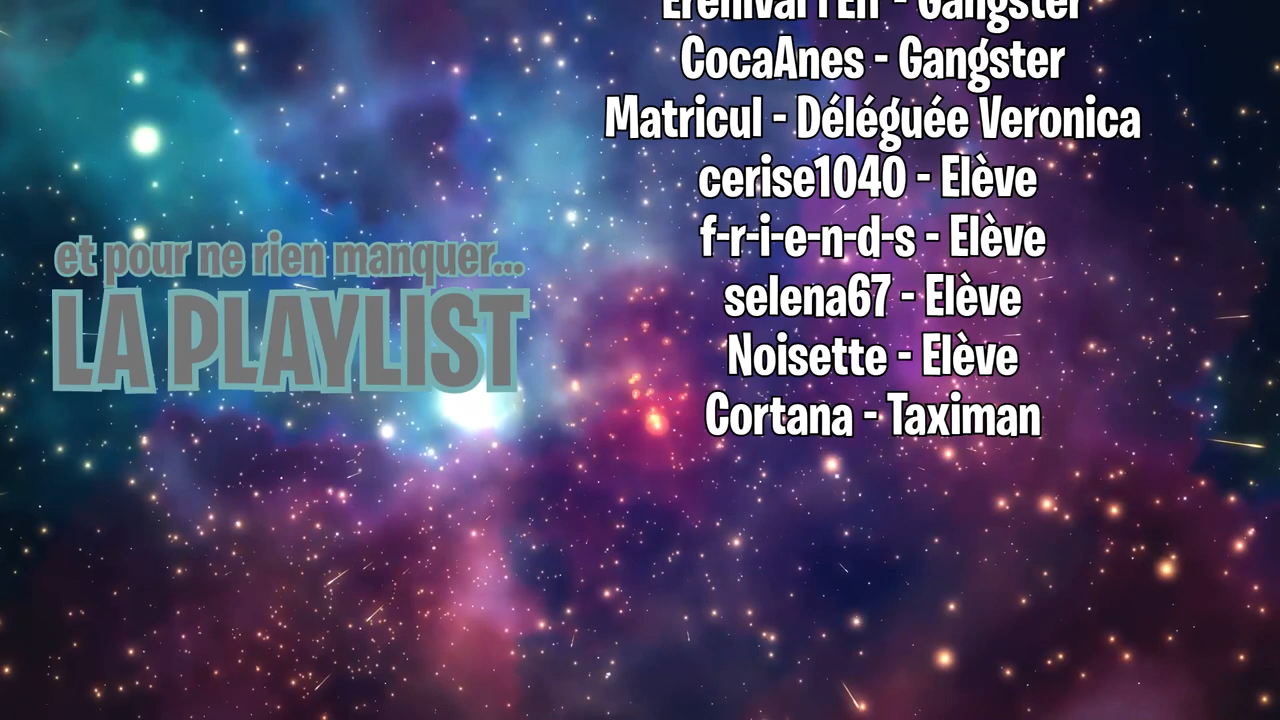 - Gangster
CocaAnes - Gangster
Matricul - Déléguée Veronica
cerise1040 - Elève
f-r-i-e-n-d-s - Elève
selena67 - Elève
Noisette - Elève
Cortana - Taximan
et pour ne rien manquer...
LA PLAYLIST